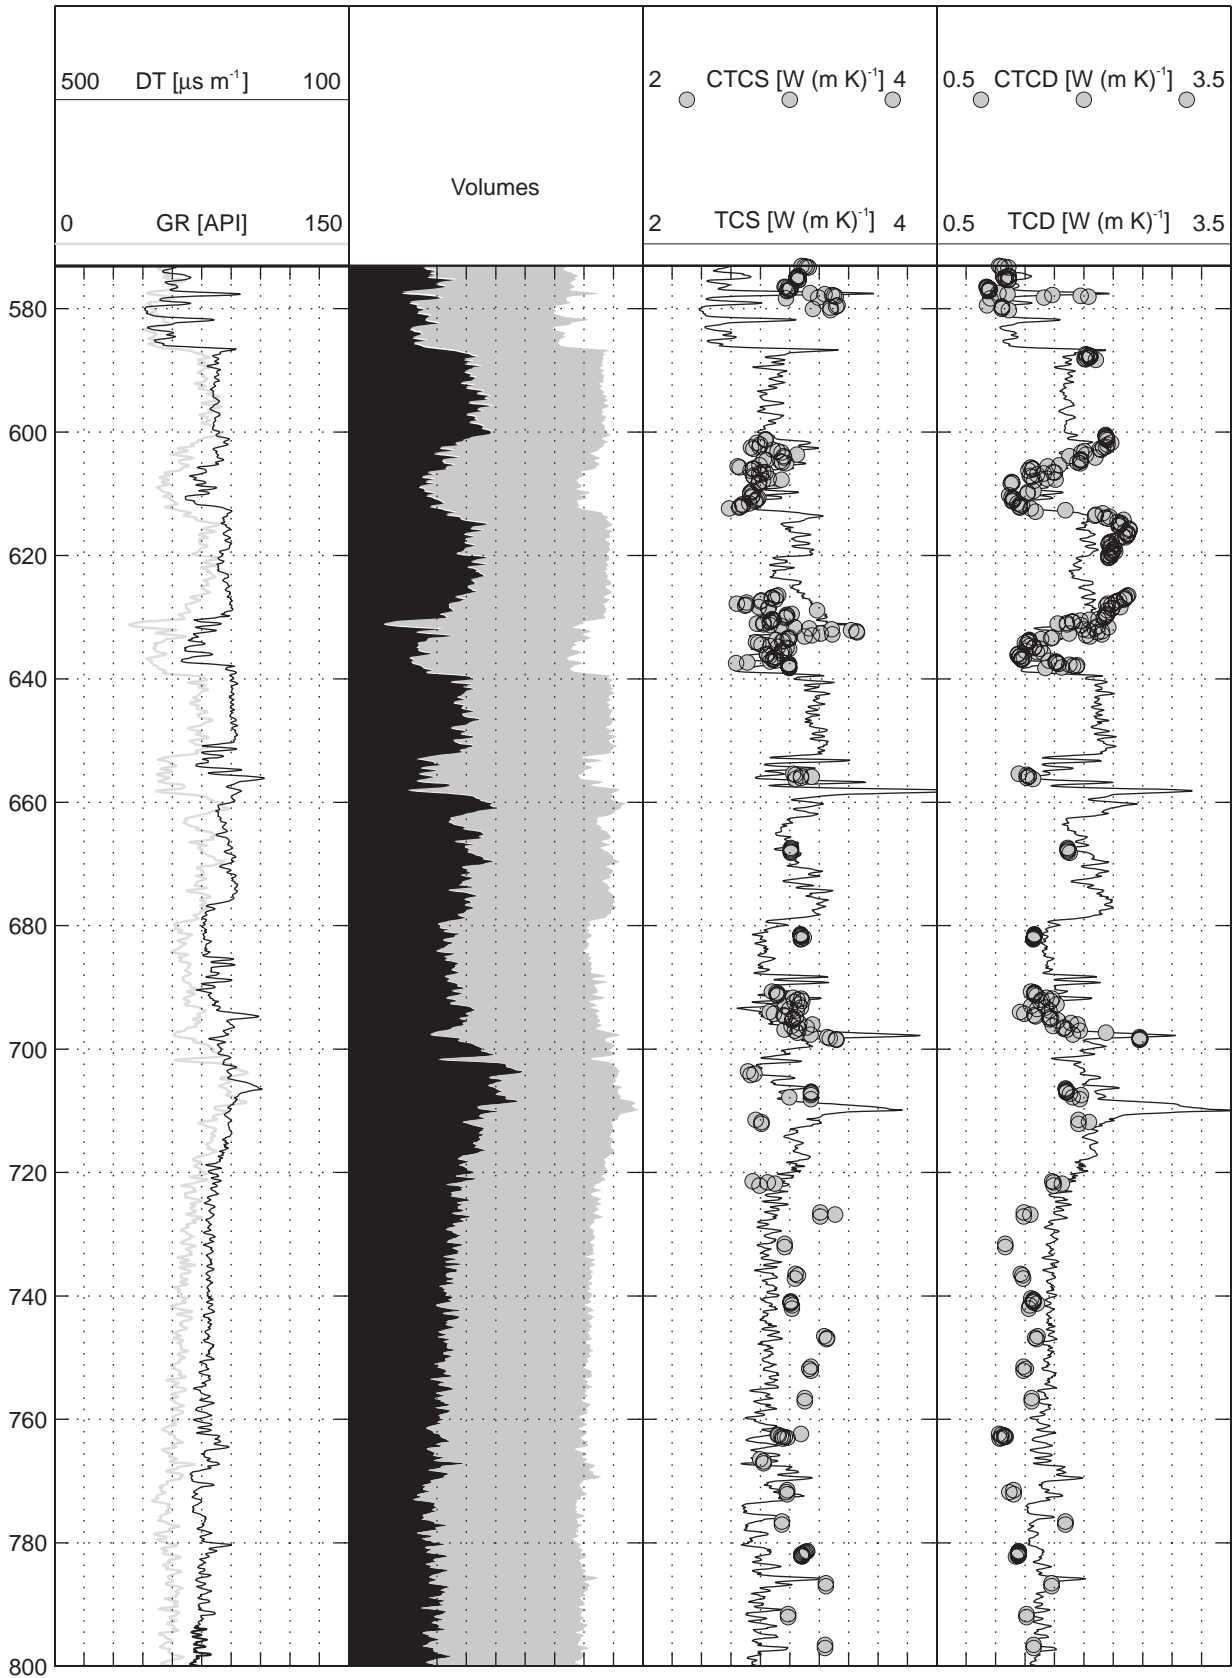 500 DT [μs m-1] 100
2 CTCS [W (m K)-1] 4
0.5 CTCD [W (m K)-1] 3.5
Volumes
0 GR [API] 150
2 TCS [W (m K)-1] 4
0.5 TCD [W (m K)-1] 3.5
580
600
620
640
660
680
700
720
740
760
780
800